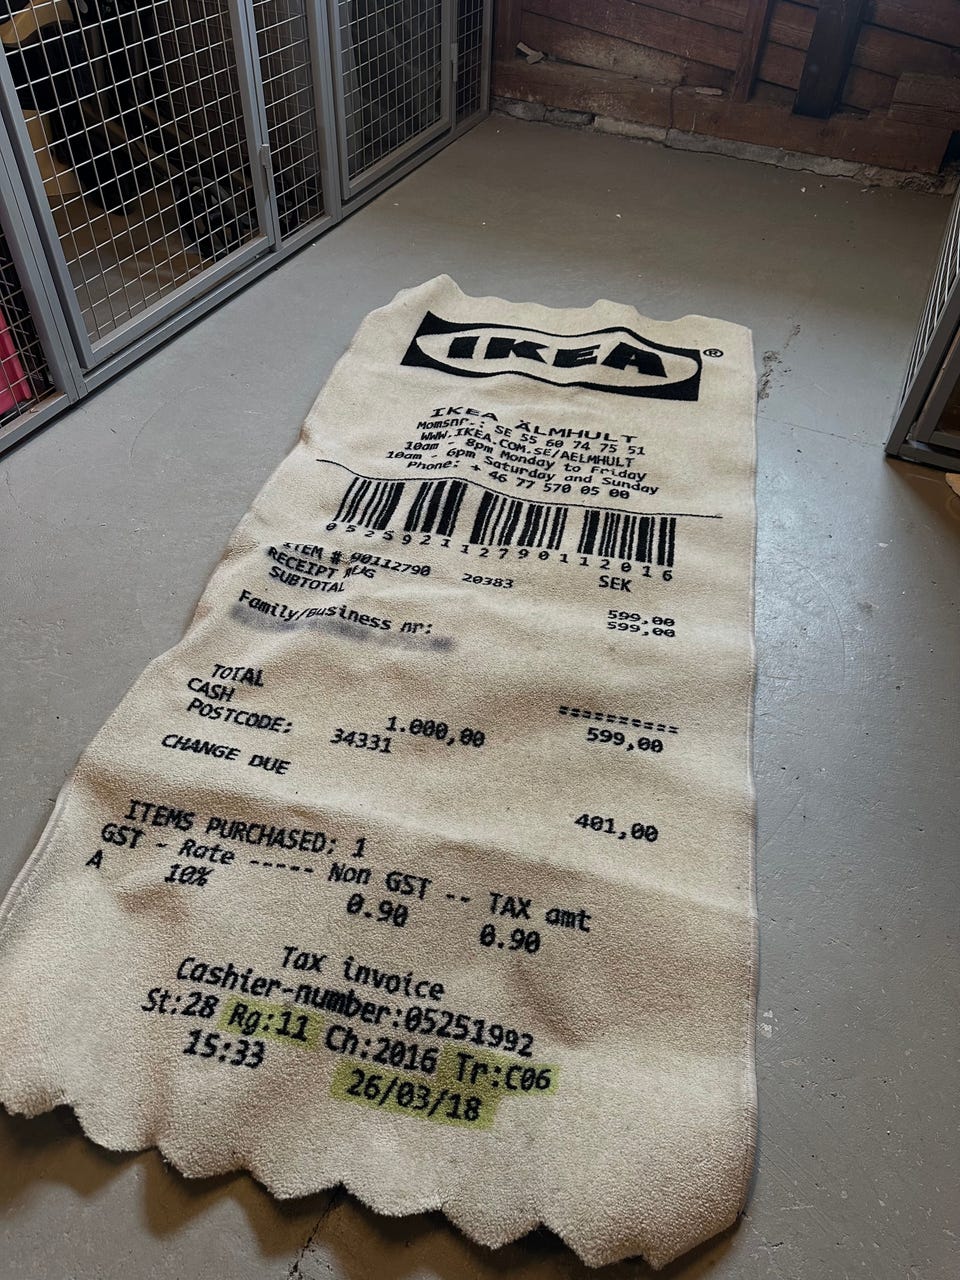 IKEA®
IKEA ÄLMHULT
Momsnr.: SE 55 60 74 75 51
WWW.IKEA.COM.SE/AELMHULT
10am - 8pm Monday to Friday
10am - 6pm Saturday and Sunday
Phone: + 46 77 570 05 00
052592112790112016
ITEM # 90112790 20383 SEK
RECEIPT RUG 599,00
SUBTOTAL 599,00
Family/Business nr:
==========
TOTAL 599,00
CASH 1.000,00
POSTCODE: 34331
CHANGE DUE 401,00
ITEMS PURCHASED: 1
GST - Rate ----- Non GST -- TAX amt
A 10% 0.90 0.90
Tax invoice
Cashier-number:05251992
St:28 Rg:11 Ch:2016 Tr:C06
15:33 26/03/18